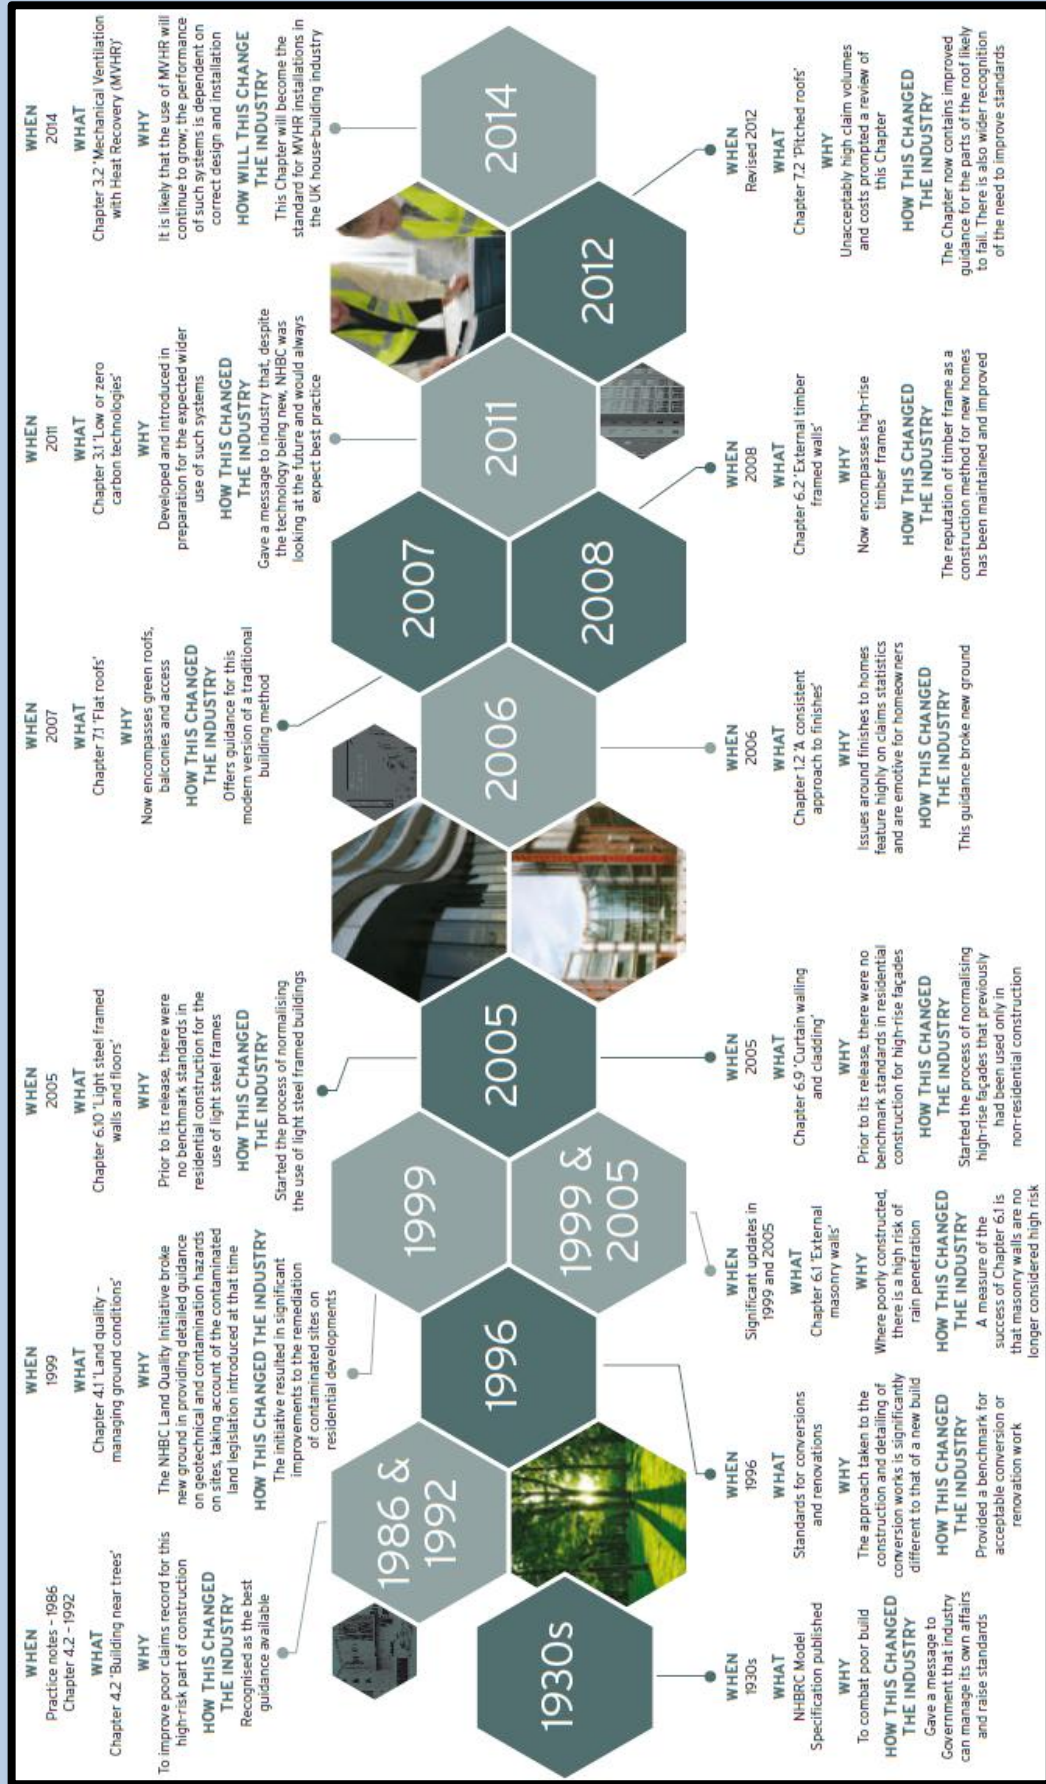 WHEN
Practice notes – 1986
Chapter 4.2 – 1992
WHAT
Chapter 4.2 'Building near trees'
WHY
To improve poor claims record for this
high-risk part of construction
HOW THIS CHANGED
THE INDUSTRY
Recognised as the best
guidance available
WHEN
1999
WHAT
Chapter 4.1 'Land quality –
managing ground conditions'
WHY
The NHBC Land Quality Initiative broke
new ground in providing detailed guidance
on geotechnical and contamination hazards
on sites, taking account of the contaminated
land legislation introduced at that time
HOW THIS CHANGED THE INDUSTRY
The initiative resulted in significant
improvements to the remediation
of contaminated sites on
residential developments
WHEN
2005
WHAT
Chapter 6.10 'Light steel framed
walls and floors'
WHY
Prior to its release, there were
no benchmark standards in
residential construction for the
use of light steel frames
HOW THIS CHANGED
THE INDUSTRY
Started the process of normalising
the use of light steel framed buildings
WHEN
2007
WHAT
Chapter 7.1 'Flat roofs'
WHY
Now encompasses green roofs,
balconies and access
HOW THIS CHANGED
THE INDUSTRY
Offers guidance for this
modern version of a traditional
building method
WHEN
2011
WHAT
Chapter 3.1 'Low or zero
carbon technologies'
WHY
Developed and introduced in
preparation for the expected wider
use of such systems
HOW THIS CHANGED
THE INDUSTRY
Gave a message to industry that, despite
the technology being new, NHBC was
looking at the future and would always
expect best practice
WHEN
2014
WHAT
Chapter 3.2 'Mechanical Ventilation
with Heat Recovery (MVHR)'
WHY
It is likely that the use of MVHR will
continue to grow; the performance
of such systems is dependent on
correct design and installation
HOW WILL THIS CHANGE
THE INDUSTRY
This Chapter will become the
standard for MVHR installations in
the UK house-building industry
1930s
1986 &
1992
1996
1999
1999 &
2005
2005
2006
2007
2008
2011
2012
2014
WHEN
1930s
WHAT
NHBRC Model
Specification published
WHY
To combat poor build
HOW THIS CHANGED
THE INDUSTRY
Gave a message to
Government that industry
can manage its own affairs
and raise standards
WHEN
1996
WHAT
Standards for conversions
and renovations
WHY
The approach taken to the
construction and detailing of
conversion works is significantly
different to that of a new build
HOW THIS CHANGED
THE INDUSTRY
Provided a benchmark for
acceptable conversion or
renovation work
WHEN
Significant updates in
1999 and 2005
WHAT
Chapter 6.1 'External
masonry walls'
WHY
Where poorly constructed,
there is a high risk of
rain penetration
HOW THIS CHANGED
THE INDUSTRY
A measure of the
success of Chapter 6.1 is
that masonry walls are no
longer considered high risk
WHEN
2005
WHAT
Chapter 6.9 'Curtain walling
and cladding'
WHY
Prior to its release, there were no
benchmark standards in residential
construction for high-rise façades
HOW THIS CHANGED
THE INDUSTRY
Started the process of normalising
high-rise façades that previously
had been used only in
non-residential construction
WHEN
2006
WHAT
Chapter 1.2 'A consistent
approach to finishes'
WHY
Issues around finishes to homes
feature highly on claims statistics
and are emotive for homeowners
HOW THIS CHANGED
THE INDUSTRY
This guidance broke new ground
WHEN
2008
WHAT
Chapter 6.2 'External timber
framed walls'
WHY
Now encompasses high-rise
timber frames
HOW THIS CHANGED
THE INDUSTRY
The reputation of timber frame as a
construction method for new homes
has been maintained and improved
WHEN
Revised 2012
WHAT
Chapter 7.2 'Pitched roofs'
WHY
Unacceptably high claim volumes
and costs prompted a review of
this Chapter
HOW THIS CHANGED
THE INDUSTRY
The Chapter now contains improved
guidance for the parts of the roof likely
to fail. There is also wider recognition
of the need to improve standards